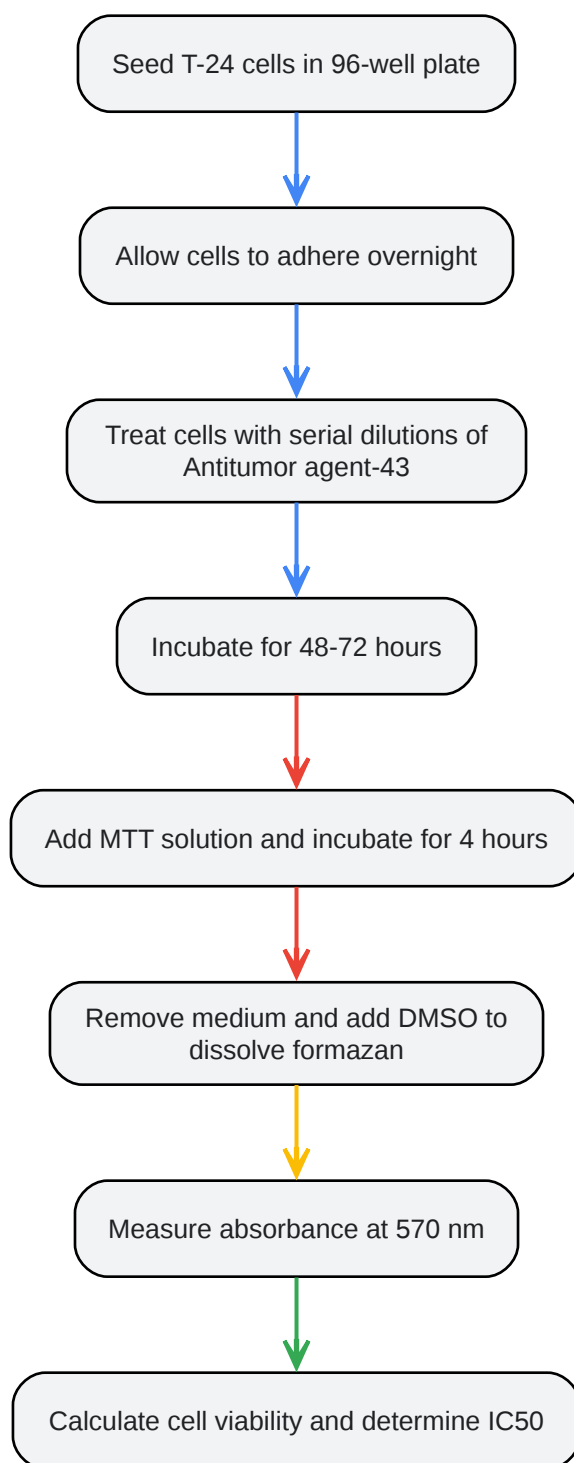 Seed T-24 cells in 96-well plate
Allow cells to adhere overnight
Treat cells with serial dilutions of
Antitumor agent-43
Incubate for 48-72 hours
Add MTT solution and incubate for 4 hours
Remove medium and add DMSO to
dissolve formazan
Measure absorbance at 570 nm
Calculate cell viability and determine IC50